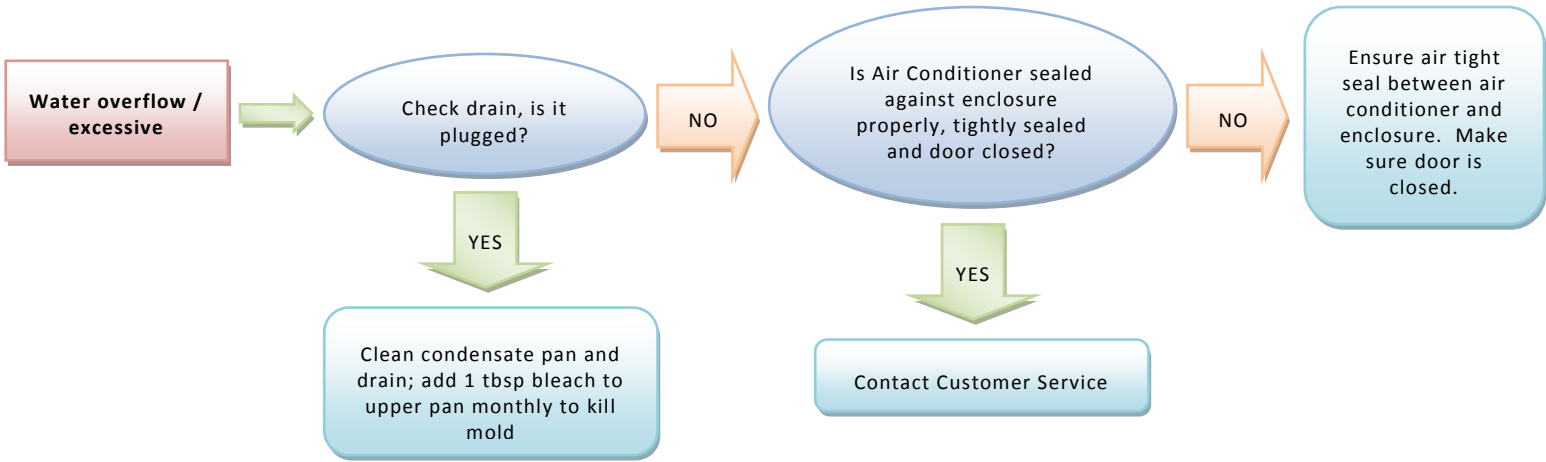 Water overflow /
excessive
Check drain, is it
plugged?
NO
Is Air Conditioner sealed
against enclosure
properly, tightly sealed
and door closed?
NO
Ensure air tight
seal between air
conditioner and
enclosure.  Make
sure door is
closed.
YES
Clean condensate pan and
drain; add 1 tbsp bleach to
upper pan monthly to kill
mold
YES
Contact Customer Service